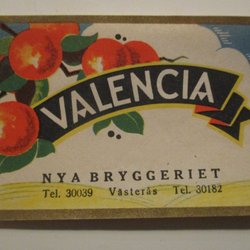 VALENCIA
NYA BRYGGERIET
Tel. 30039 Västerås Tel. 30182